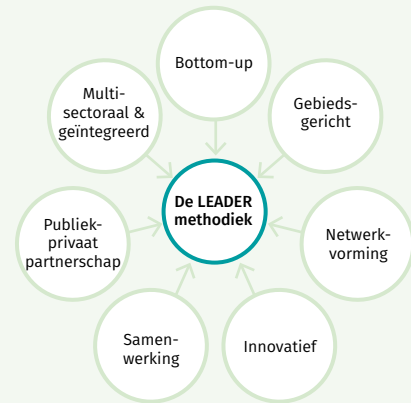 Bottom-up
Multi-
sectoraal &
geïntegreerd
Gebieds-
gericht
De LEADER
methodiek
Publiek-
privaat
partnerschap
Netwerk-
vorming
Samen-
werking
Innovatief